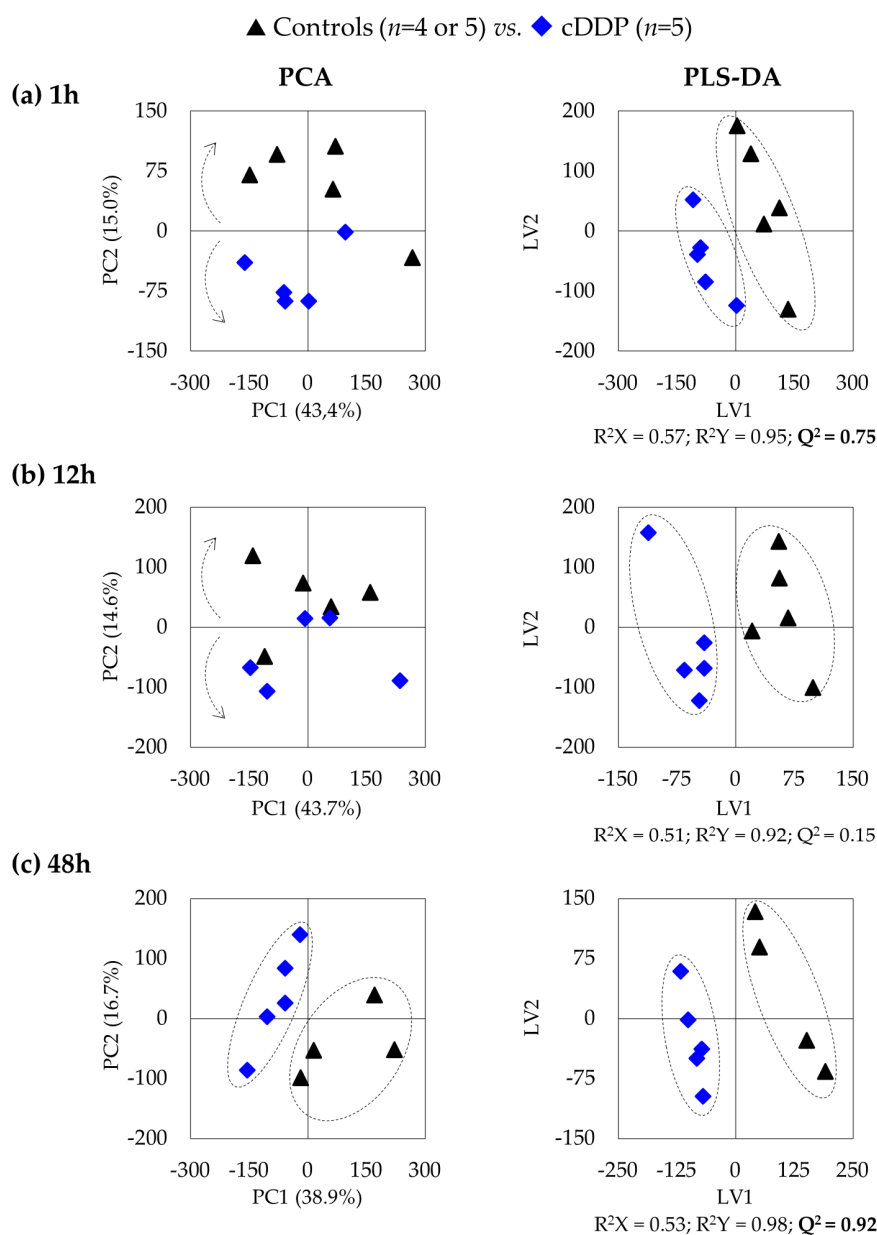 ▲ Controls (n=4 or 5) vs. ◆ cDDP (n=5)
PCA PLS-DA
(a) 1h
150
75
0
-75
-150
PC2 (15.0%)
-300 -150 0 150 300
PC1 (43,4%)
200
100
0
-100
-200
LV2
-300 -150 0 150 300
LV1
R²X = 0.57; R²Y = 0.95; Q² = 0.75
(b) 12h
200
100
0
-100
-200
PC2 (14.6%)
-300 -150 0 150 300
PC1 (43.7%)
200
100
0
-100
-200
LV2
-150 -75 0 75 150
LV1
R²X = 0.51; R²Y = 0.92; Q² = 0.15
(c) 48h
200
100
0
-100
-200
PC2 (16.7%)
-300 -150 0 150 300
PC1 (38.9%)
150
75
0
-75
-150
LV2
-250 -125 0 125 250
LV1
R²X = 0.53; R²Y = 0.98; Q² = 0.92